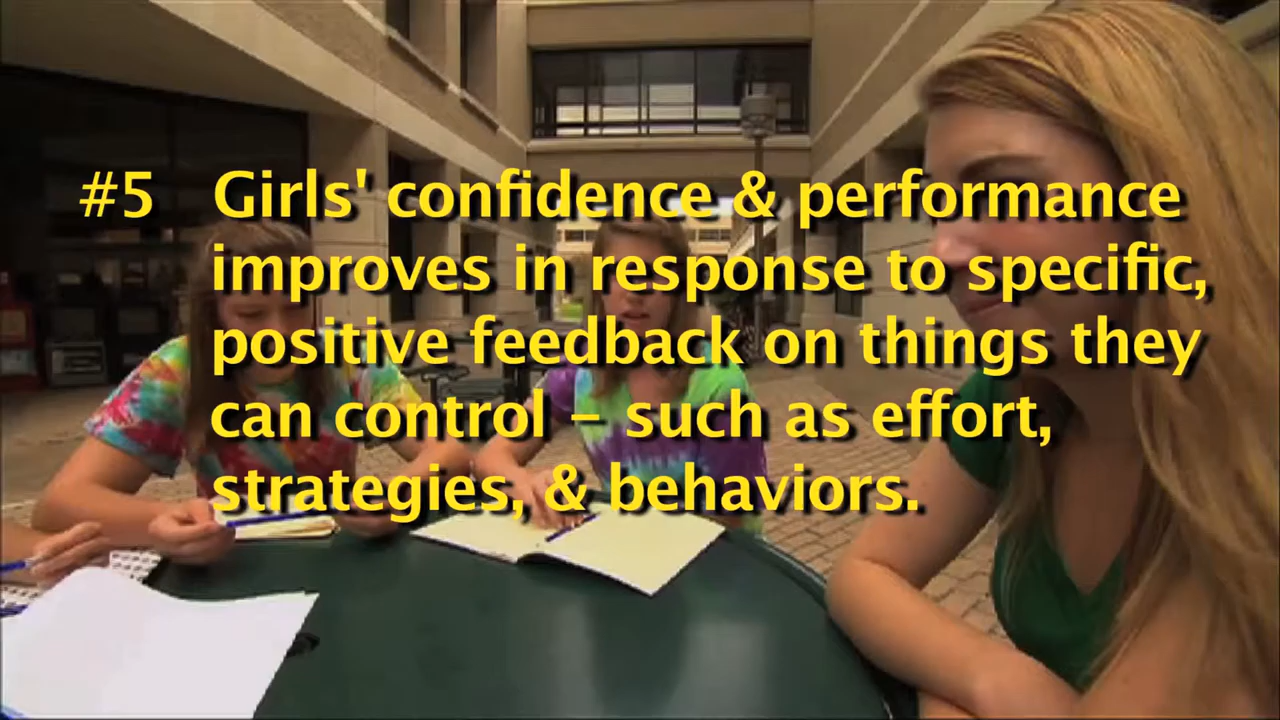 #5 Girls' confidence & performance
improves in response to specific,
positive feedback on things they
can control – such as effort,
strategies, & behaviors.